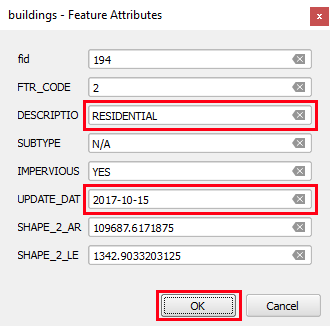 buildings - Feature Attributes
fid 194
FTR_CODE 2
DESCRIPTIO RESIDENTIAL
SUBTYPE N/A
IMPERVIOUS YES
UPDATE_DAT 2017-10-15
SHAPE_2_AR 109687.6171875
SHAPE_2_LE 1342.9033203125
OK Cancel